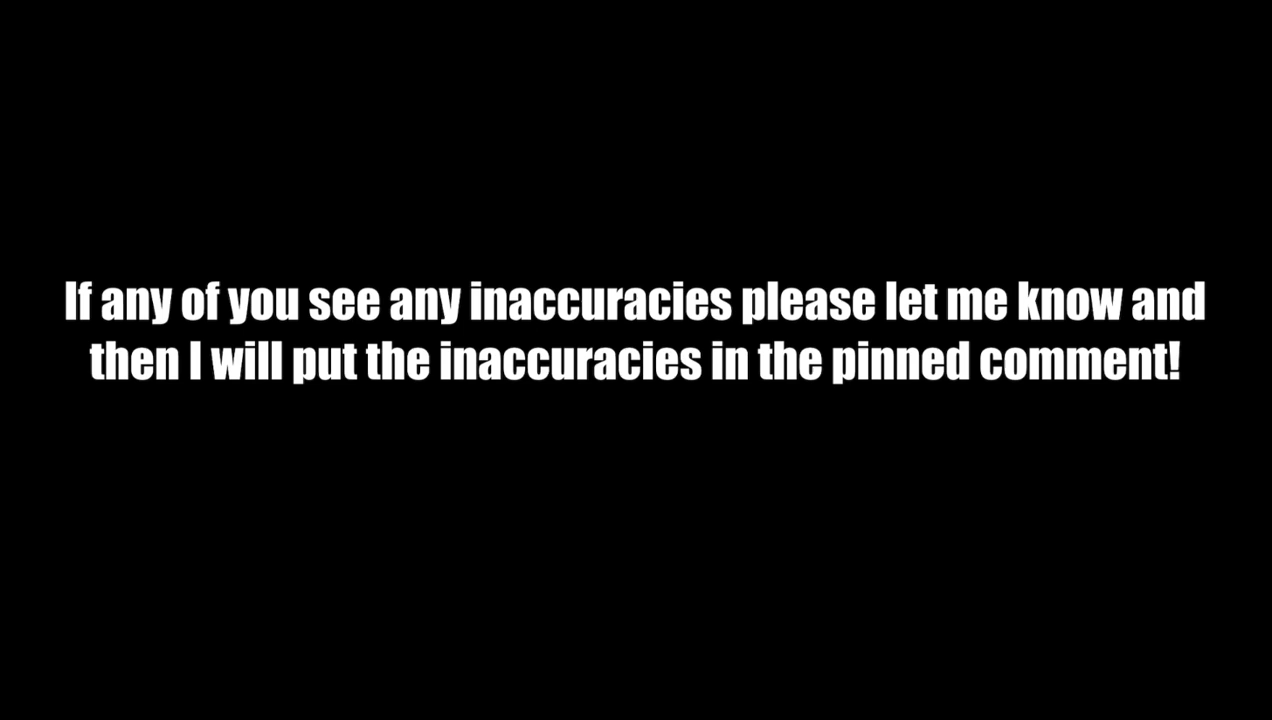 If any of you see any inaccuracies please let me know and
then I will put the inaccuracies in the pinned comment!